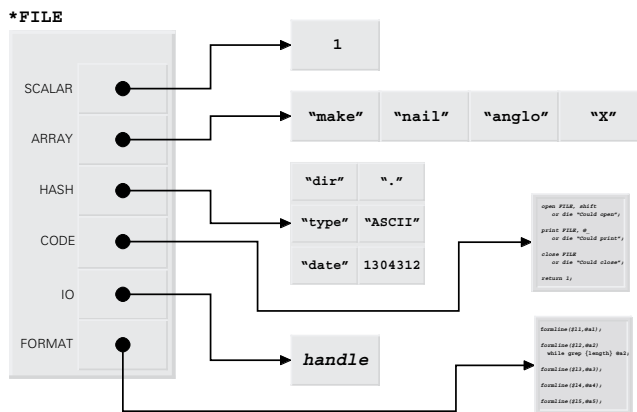 *FILE
SCALAR
1
ARRAY
“make” “nail” “anglo” “X”
HASH
“dir” “.”
“type” “ASCII”
“date” 1304312
CODE
open FILE, shift
or die "Could open";
print FILE, @_
or die "Could print";
close FILE
or die "Could close";
return 1;
IO
handle
FORMAT
formline($l1,@a1);
formline($l2,@a2)
while grep {length} @a2;
formline($l3,@a3);
formline($l4,@a4);
formline($l5,@a5);